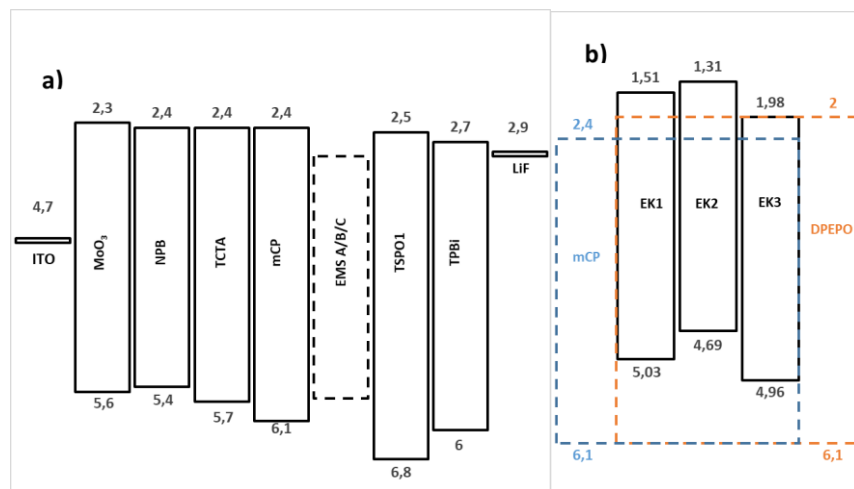 a)
2,3
2,4
2,4
2,4
2,5
2,7
2,9
4,7
ITO
MoO₃
NPB
TCTA
mCP
EMS A/B/C
TSPO1
TPBi
LiF
5,6
5,4
5,7
6,1
6,8
6
b)
1,51
1,31
1,98
2
2,4
EK1
EK2
EK3
mCP
DPEPO
5,03
4,69
4,96
6,1
6,1